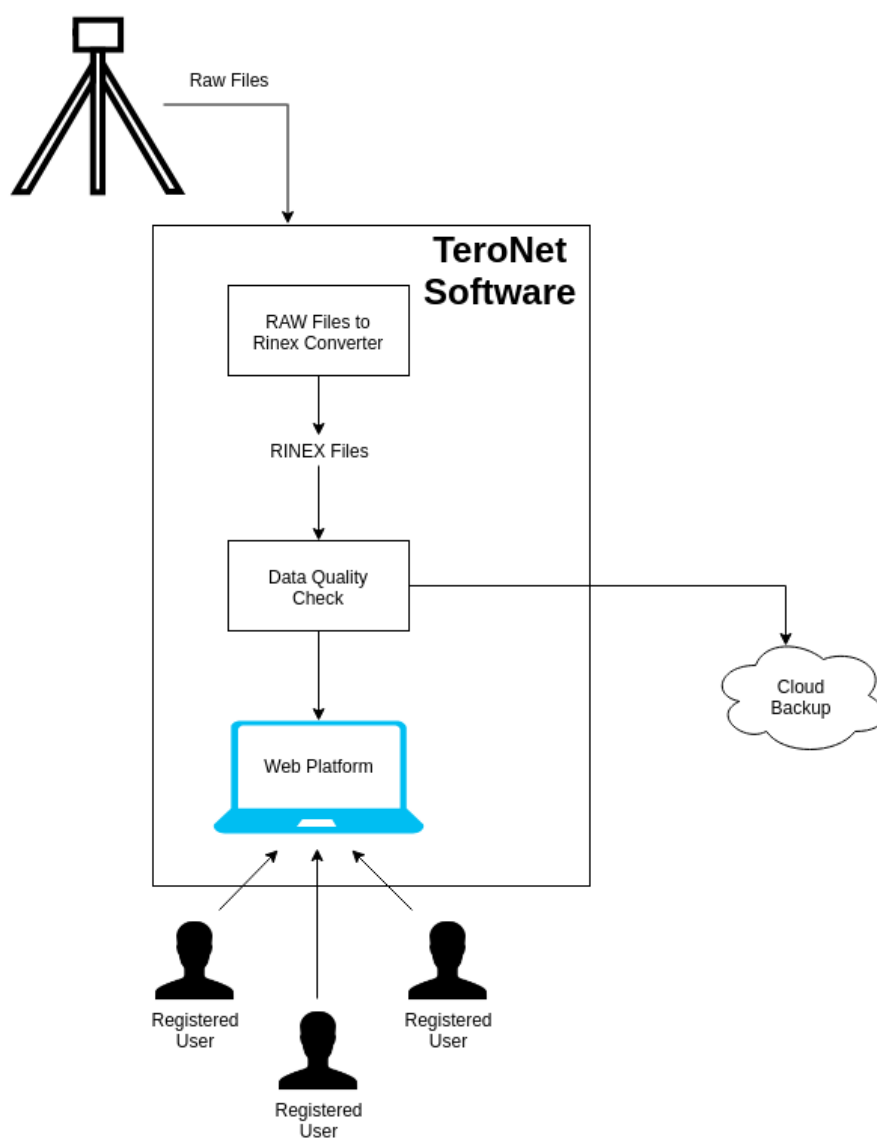 Raw Files
TeroNet
Software
RAW Files to
Rinex Converter
RINEX Files
Data Quality
Check
Cloud
Backup
Web Platform
Registered
User
Registered
User
Registered
User